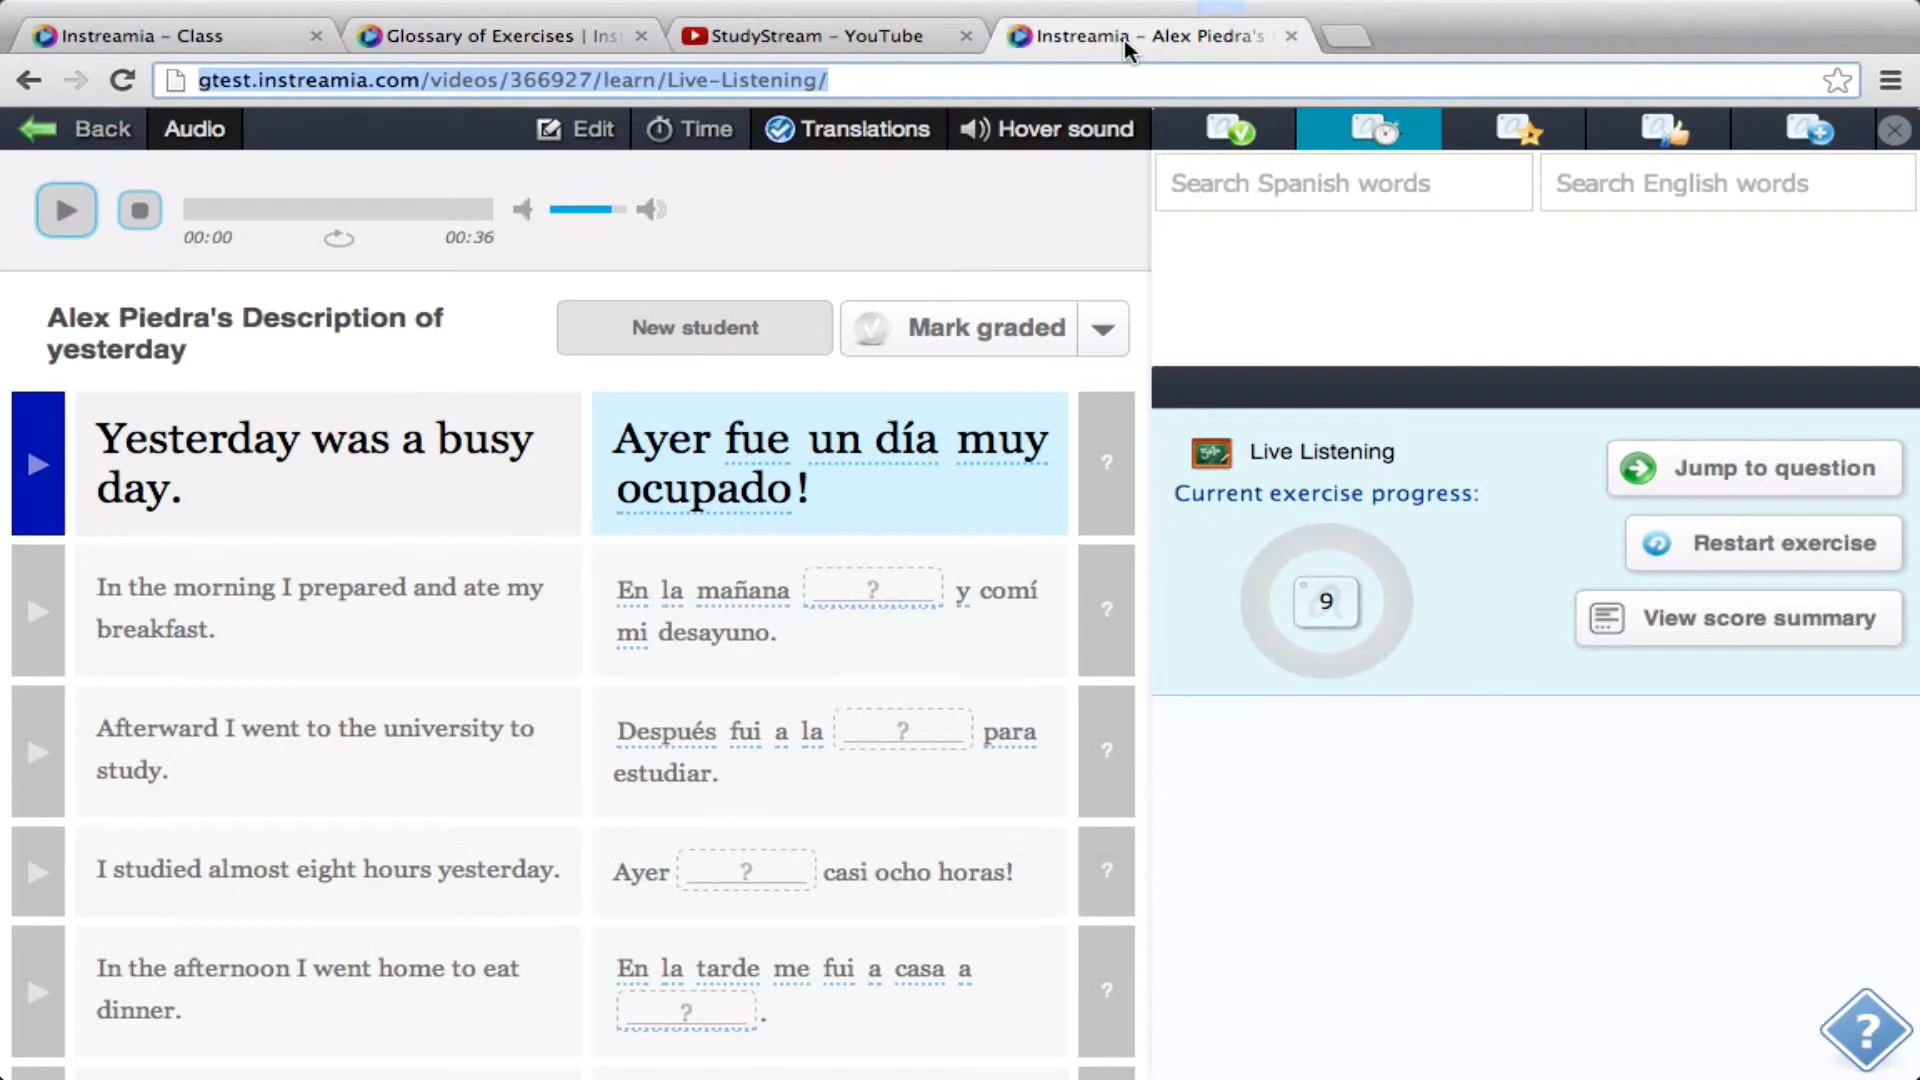 Instreamia – Class
Glossary of Exercises | Ins
StudyStream – YouTube
Instreamia – Alex Piedra's
gtest.instreamia.com/videos/366927/learn/Live-Listening/
Back
Audio
Edit
Time
Translations
Hover sound
Search Spanish words
Search English words
00:00
00:36
Alex Piedra's Description of
yesterday
New student
Mark graded
Yesterday was a busy
day.
Ayer fue un día muy
ocupado!
?
In the morning I prepared and ate my
breakfast.
En la mañana ? y comí
mi desayuno.
?
Afterward I went to the university to
study.
Después fui a la ? para
estudiar.
?
I studied almost eight hours yesterday.
Ayer ? casi ocho horas!
?
In the afternoon I went home to eat
dinner.
En la tarde me fui a casa a
? .
?
Live Listening
Current exercise progress:
9
Jump to question
Restart exercise
View score summary
?